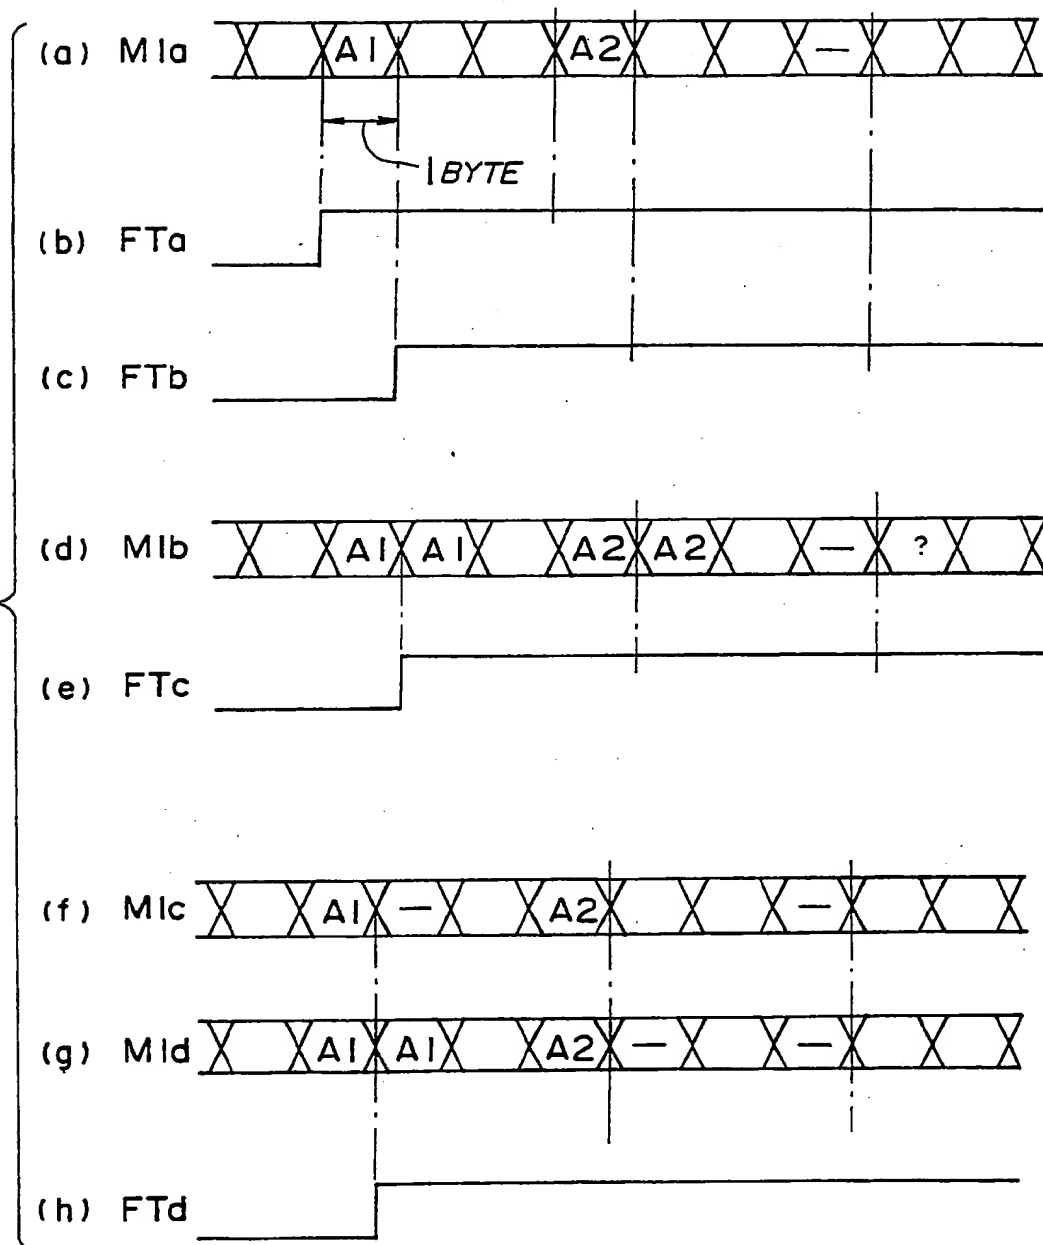 (a) MIa A1 A2 —
1 BYTE
(b) FTa
(c) FTb
(d) MIb A1 A1 A2 A2 — ?
(e) FTc
(f) MIc A1 — A2 —
(g) MId A1 A1 A2 — —
(h) FTd